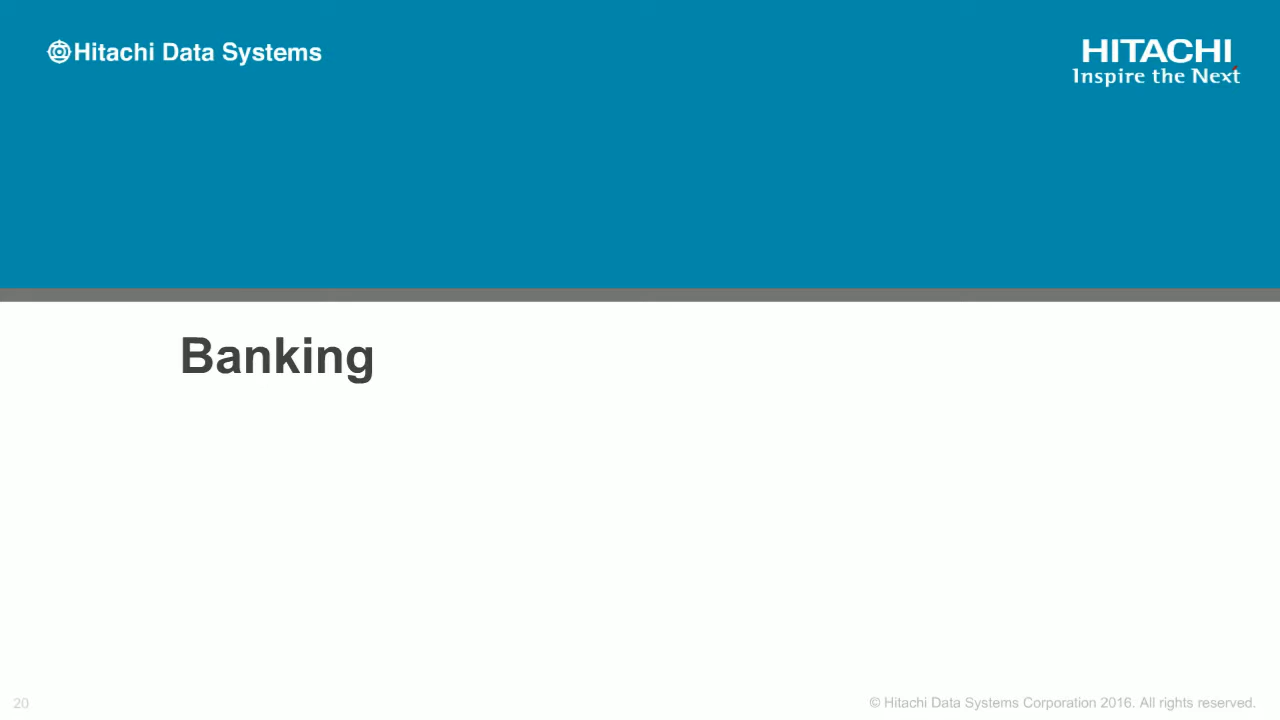 Hitachi Data Systems
HITACHI
Inspire the Next
Banking
20
© Hitachi Data Systems Corporation 2016. All rights reserved.